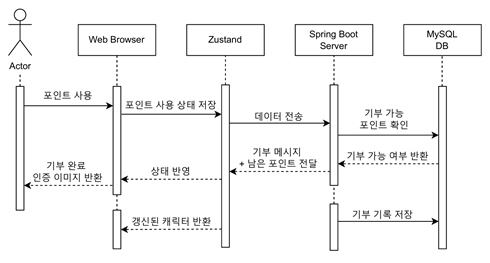 Actor
Web Browser
Zustand
Spring Boot
Server
MySQL
DB
포인트 사용
포인트 사용 상태 저장
데이터 전송
기부 가능
포인트 확인
기부 가능 여부 반환
기부 메시지
+ 남은 포인트 전달
상태 반영
기부 완료
인증 이미지 반환
갱신된 캐릭터 반환
기부 기록 저장